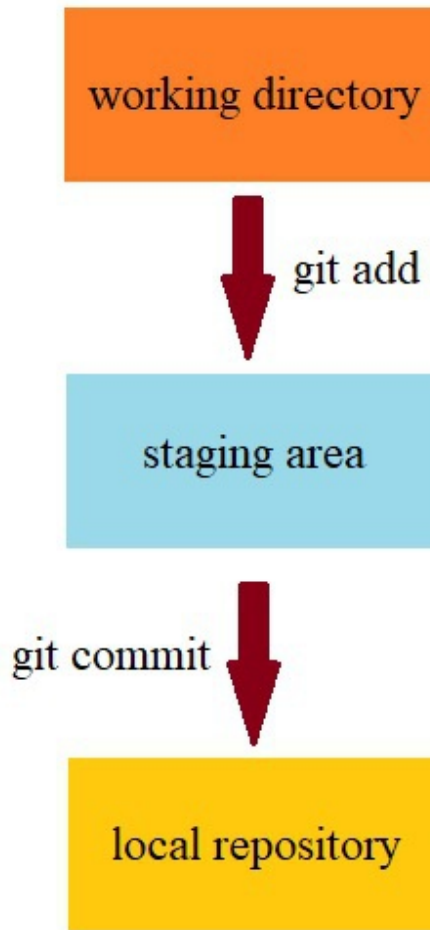 working directory
git add
staging area
git commit
local repository